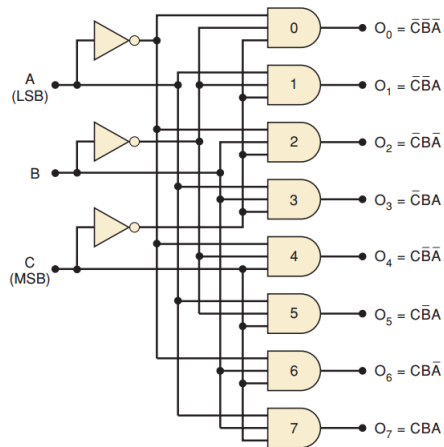 0
O₀ = C̄B̄Ā
A
(LSB)
1
O₁ = C̄B̄A
2
O₂ = C̄BĀ
B
3
O₃ = C̄BA
C
(MSB)
4
O₄ = CB̄Ā
5
O₅ = CB̄A
6
O₆ = CBĀ
7
O₇ = CBA